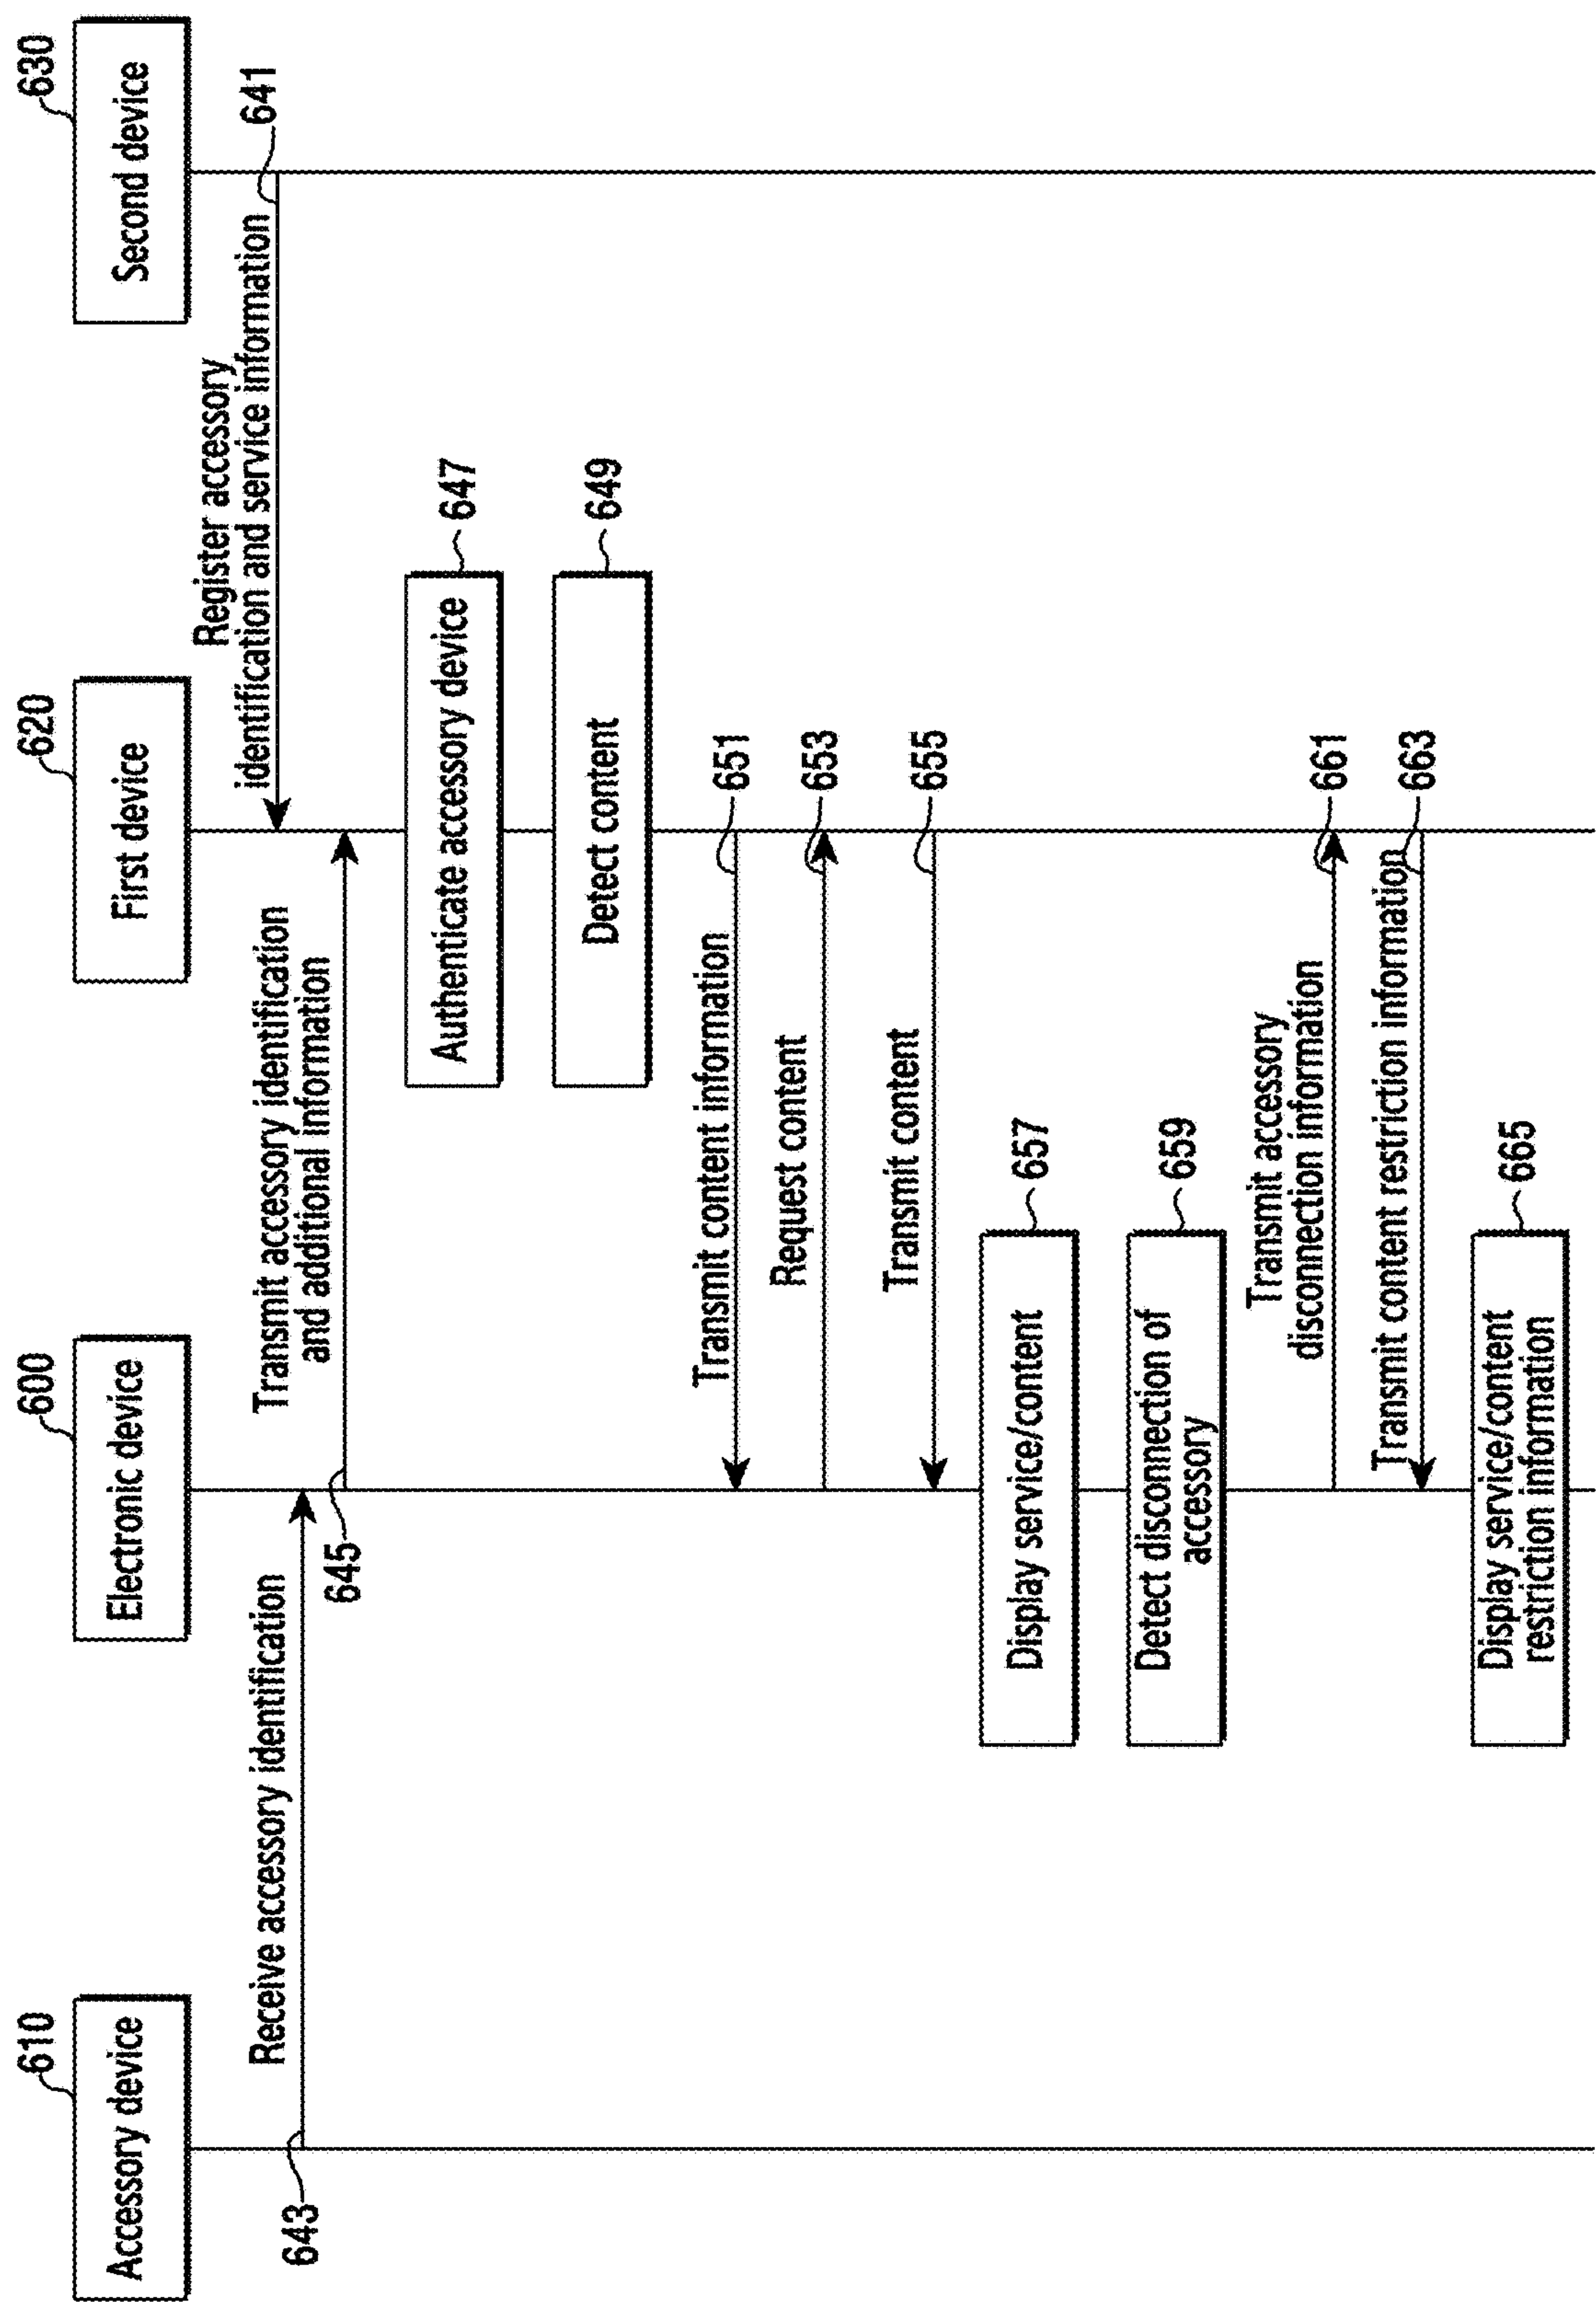 610
Accessory device
600
Electronic device
620
First device
630
Second device
Register accessory
identification and service information
641
Receive accessory identification
643
Transmit accessory identification
and additional information
645
Authenticate accessory device
647
Detect content
649
Transmit content information
651
Request content
653
Transmit content
655
Display service/content
657
Detect disconnection of
accessory
659
Transmit accessory
disconnection information
661
Transmit content restriction information
663
Display service/content
restriction information
665